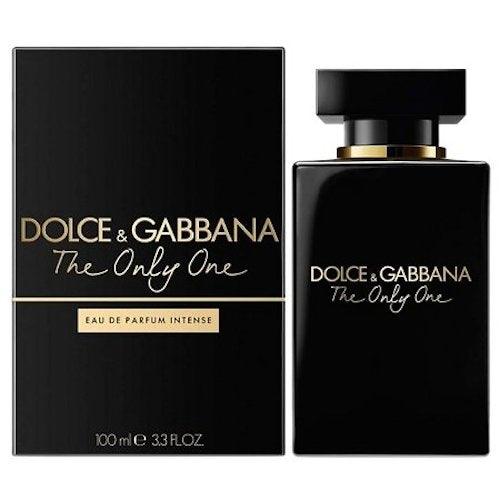 DOLCE & GABBANA
The Only One
EAU DE PARFUM INTENSE
100 ml ℮ 3.3 FL.OZ.
DOLCE & GABBANA
The Only One